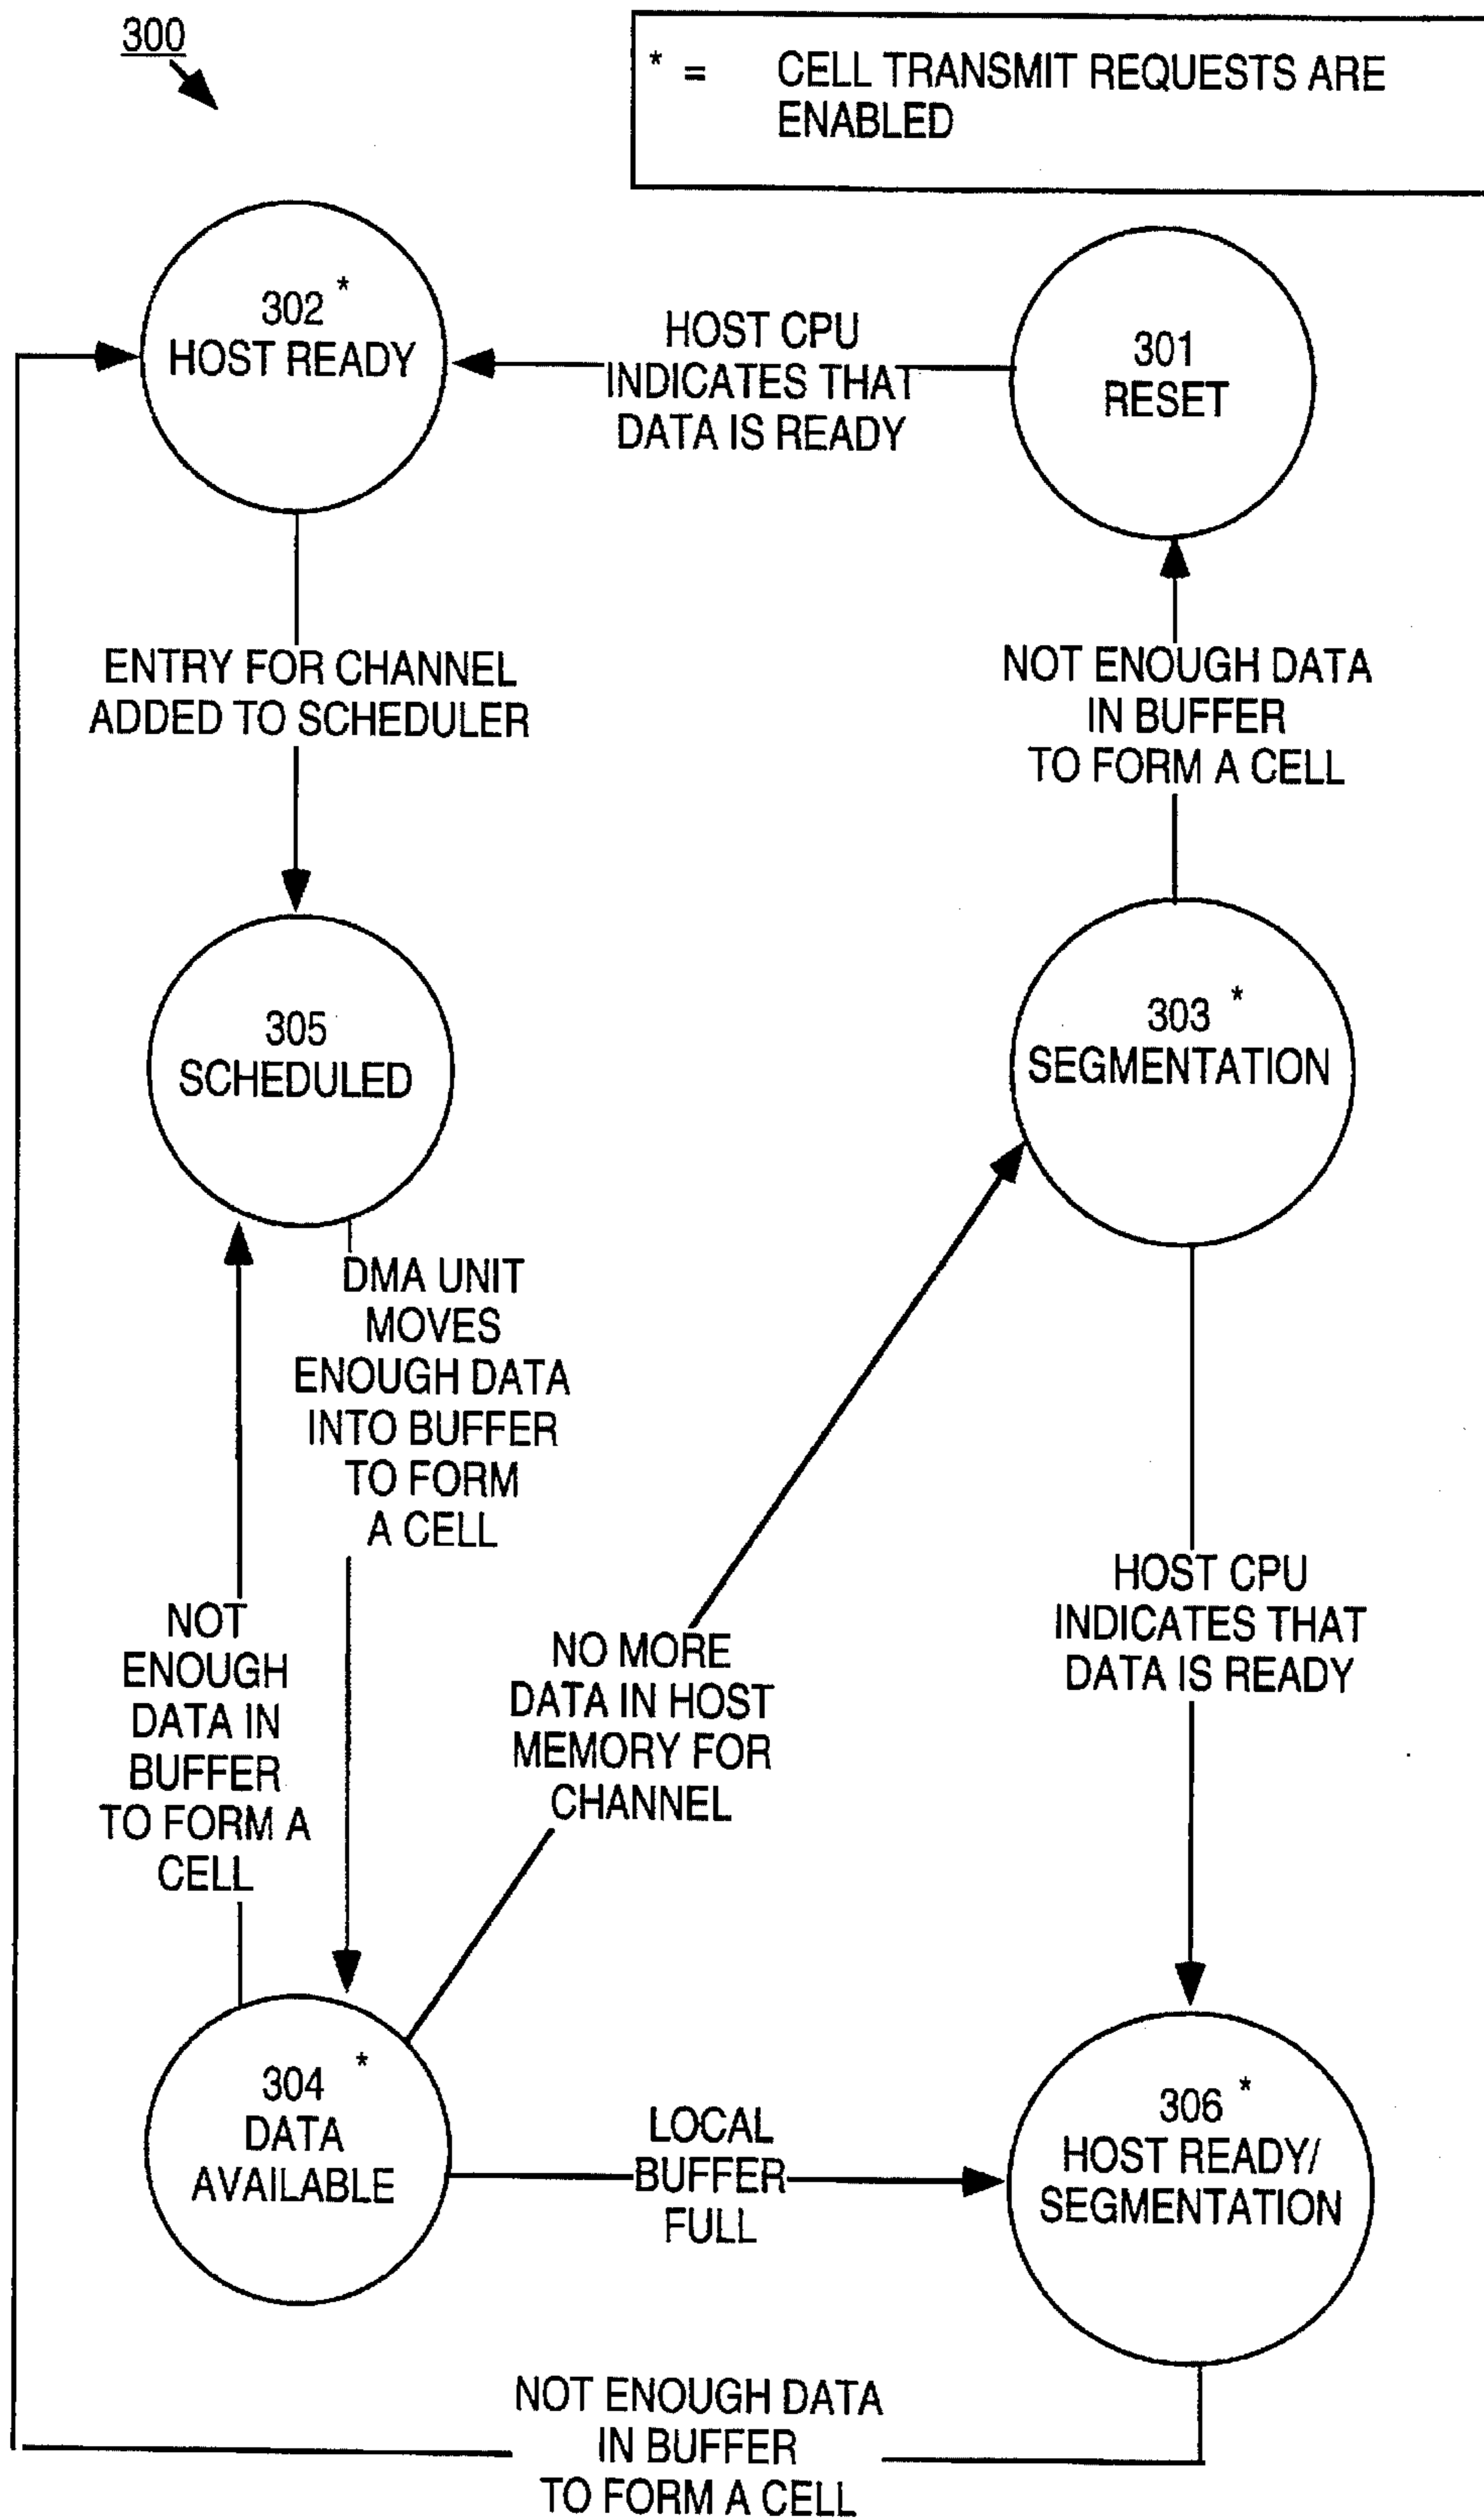 300
* = CELL TRANSMIT REQUESTS ARE
ENABLED
302 *
HOST READY
HOST CPU
INDICATES THAT
DATA IS READY
301
RESET
ENTRY FOR CHANNEL
ADDED TO SCHEDULER
NOT ENOUGH DATA
IN BUFFER
TO FORM A CELL
305
SCHEDULED
303 *
SEGMENTATION
DMA UNIT
MOVES
ENOUGH DATA
INTO BUFFER
TO FORM
A CELL
NOT
ENOUGH
DATA IN
BUFFER
TO FORM A
CELL
NO MORE
DATA IN HOST
MEMORY FOR
CHANNEL
HOST CPU
INDICATES THAT
DATA IS READY
304 *
DATA
AVAILABLE
LOCAL
BUFFER
FULL
306 *
HOST READY/
SEGMENTATION
NOT ENOUGH DATA
IN BUFFER
TO FORM A CELL